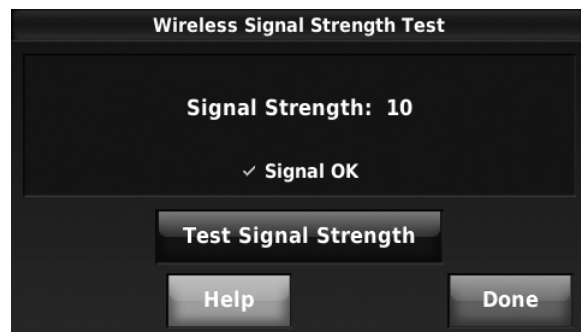 Wireless Signal Strength Test
Signal Strength: 10
✓ Signal OK
Test Signal Strength
Help
Done